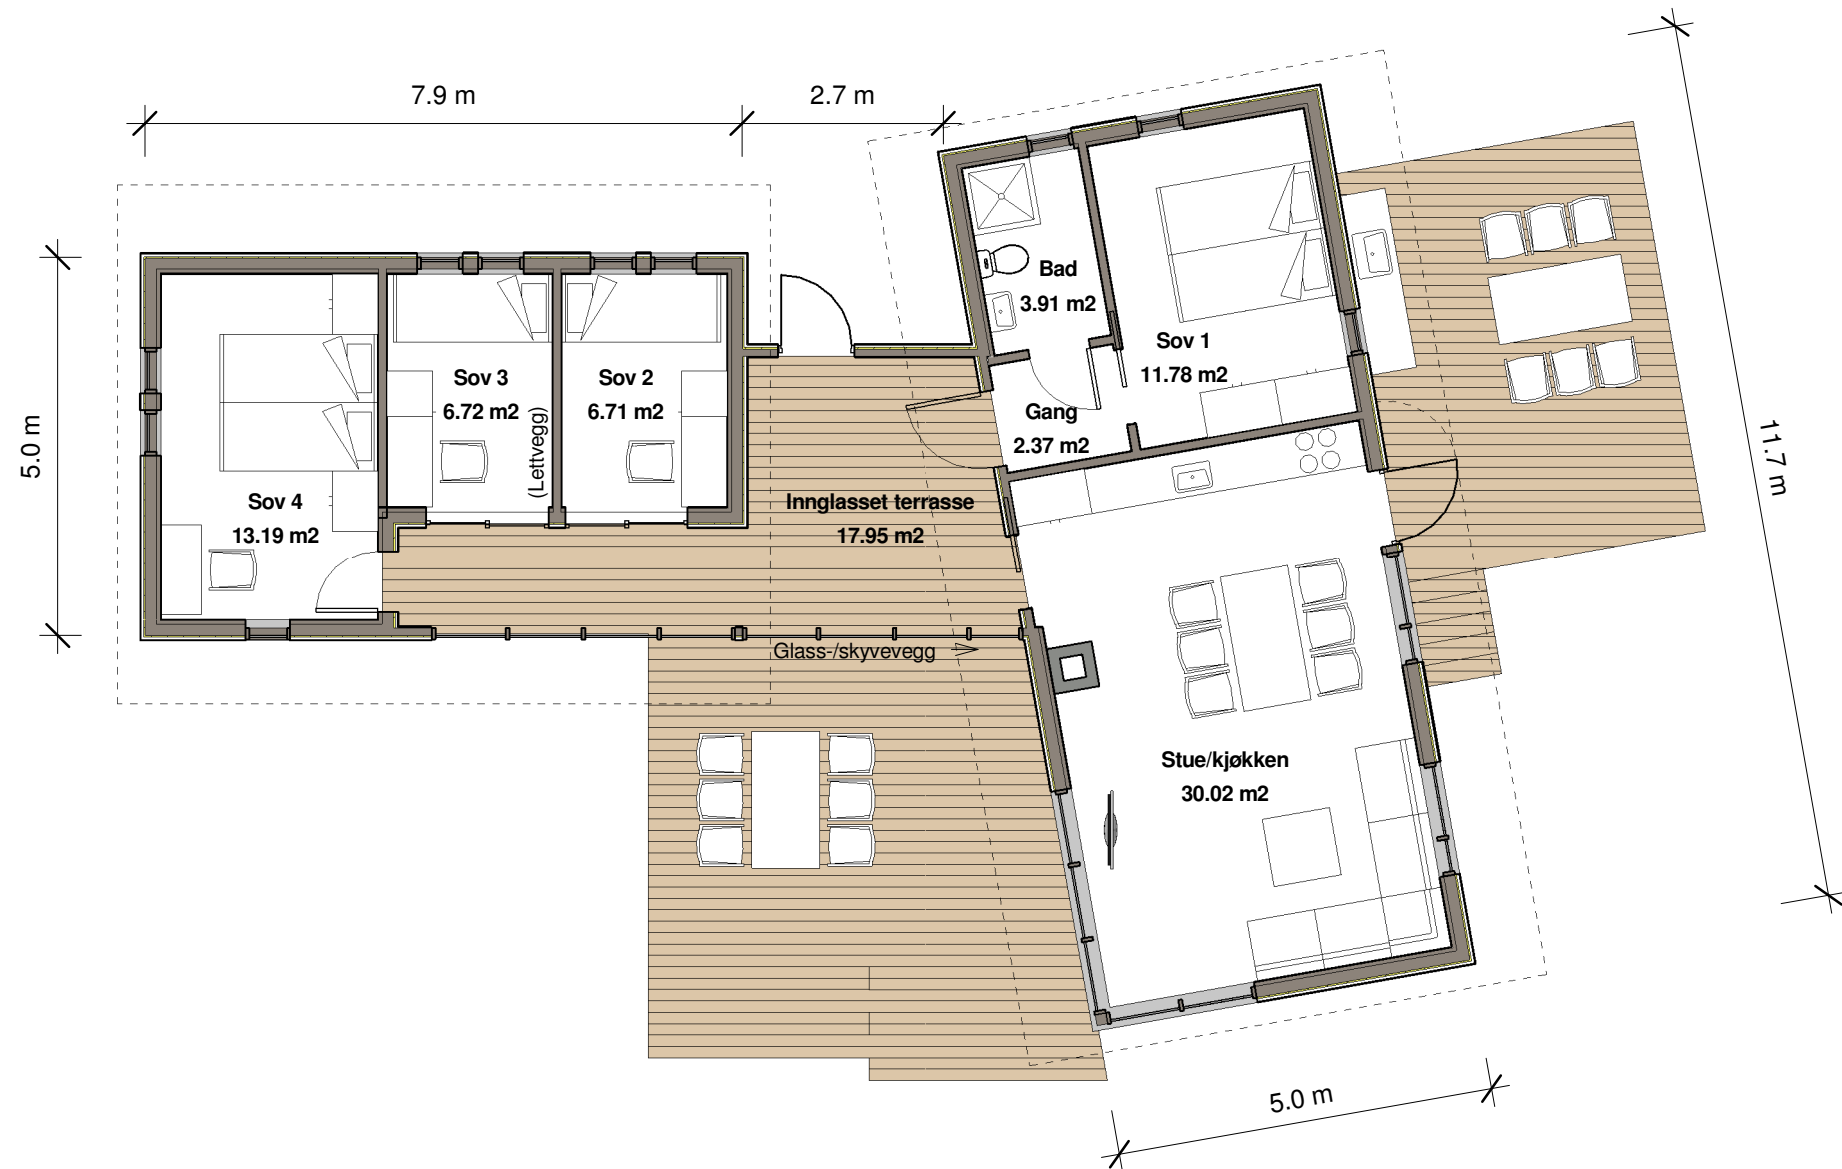 7.9 m
2.7 m
5.0 m
11.7 m
5.0 m
Bad
3.91 m2
Sov 1
11.78 m2
Gang
2.37 m2
Sov 3
6.72 m2
(Lettvegg)
Sov 2
6.71 m2
Sov 4
13.19 m2
Innglasset terrasse
17.95 m2
Glass-/skyvevegg
Stue/kjøkken
30.02 m2